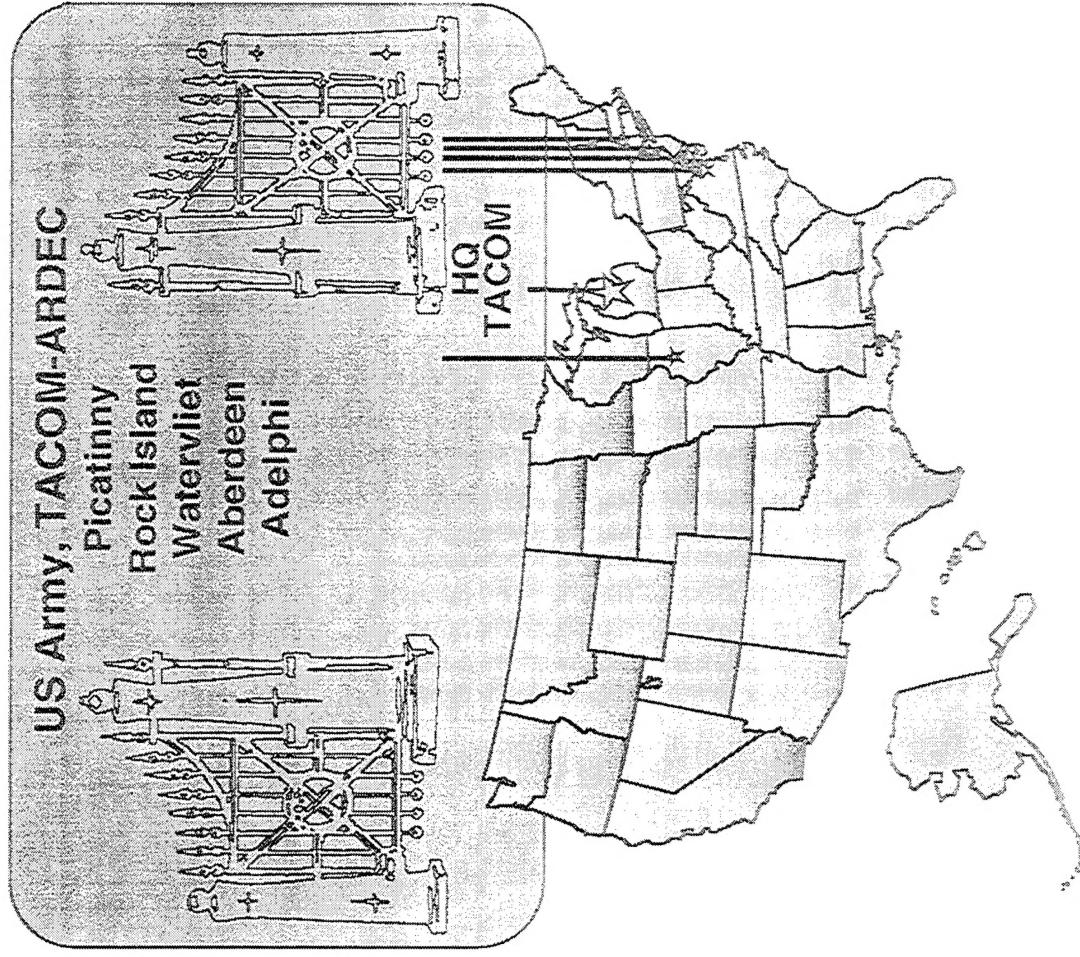 US Army, TACOM-ARDEC
Picatinny
Rock Island
Watervliet
Aberdeen
Adelphi
HQ
TACOM